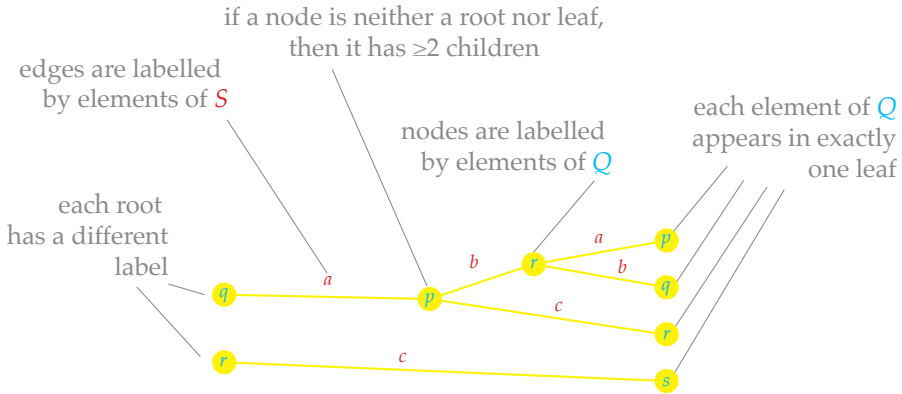 if a node is neither a root nor leaf,
then it has ≥2 children
edges are labelled
by elements of S
nodes are labelled
by elements of Q
each element of Q
appears in exactly
one leaf
each root
has a different
label
q
a
p
b
r
a
p
b
q
c
r
r
c
s